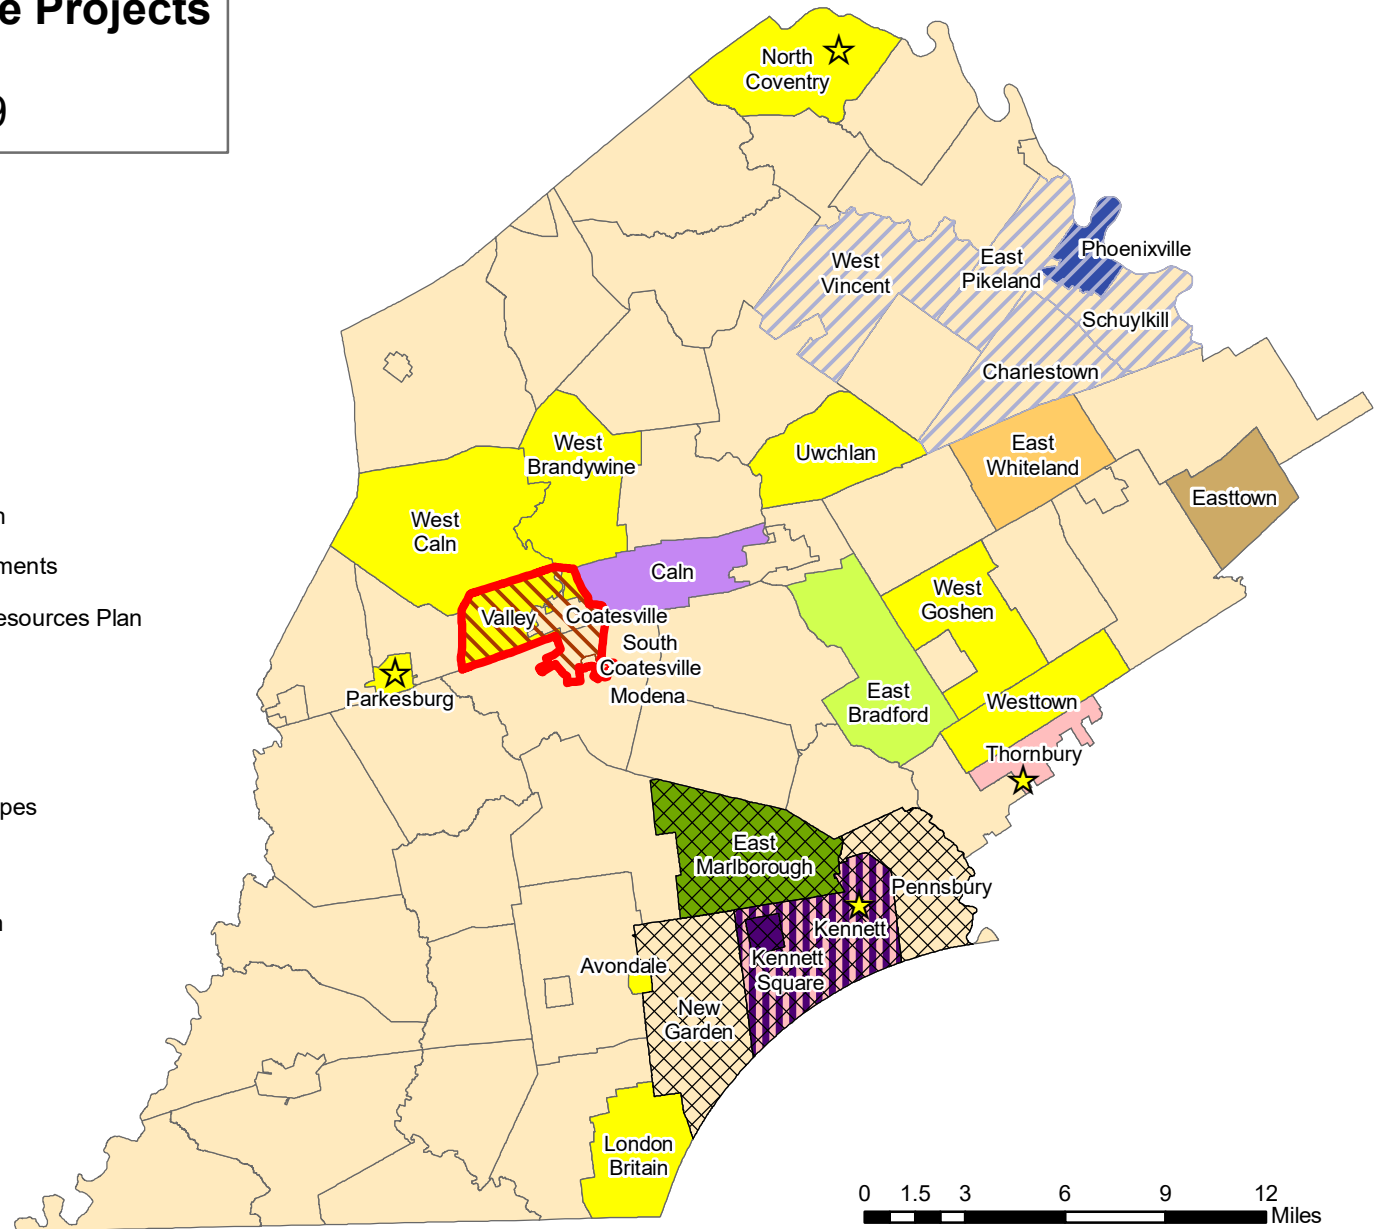 e Projects
9
n
ments
esources Plan
pes
n
North
Coventry
West
Vincent
East
Pikeland
Phoenixville
Schuylkill
Charlestown
West
Brandywine
Uwchlan
East
Whiteland
Easttown
West
Caln
Caln
West
Goshen
Valley
Coatesville
South
Coatesville
Modena
Parkesburg
East
Bradford
Westtown
Thornbury
East
Marlborough
Pennsbury
Kennett
Kennett
Square
Avondale
New
Garden
London
Britain
0 1.5 3 6 9 12
Miles